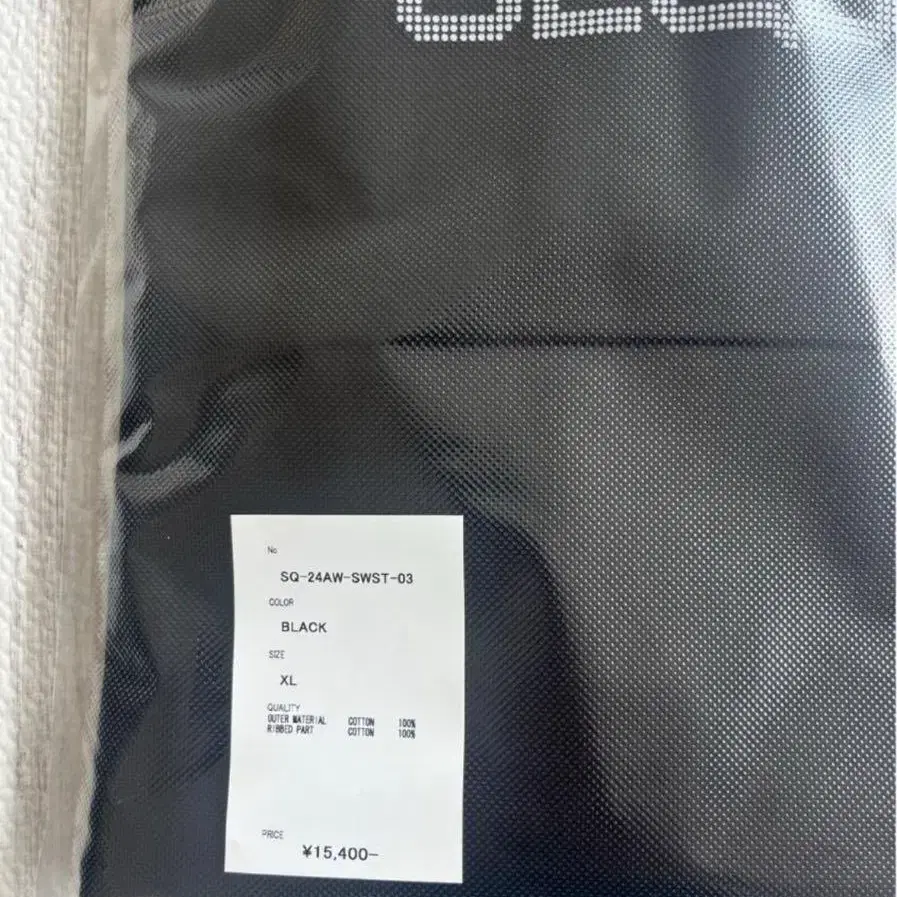 No
SQ-24AW-SWST-03
COLOR
BLACK
SIZE
XL
QUALITY
OUTER MATERIAL COTTON 100%
RIBBED PART COTTON 100%
PRICE
¥15,400-